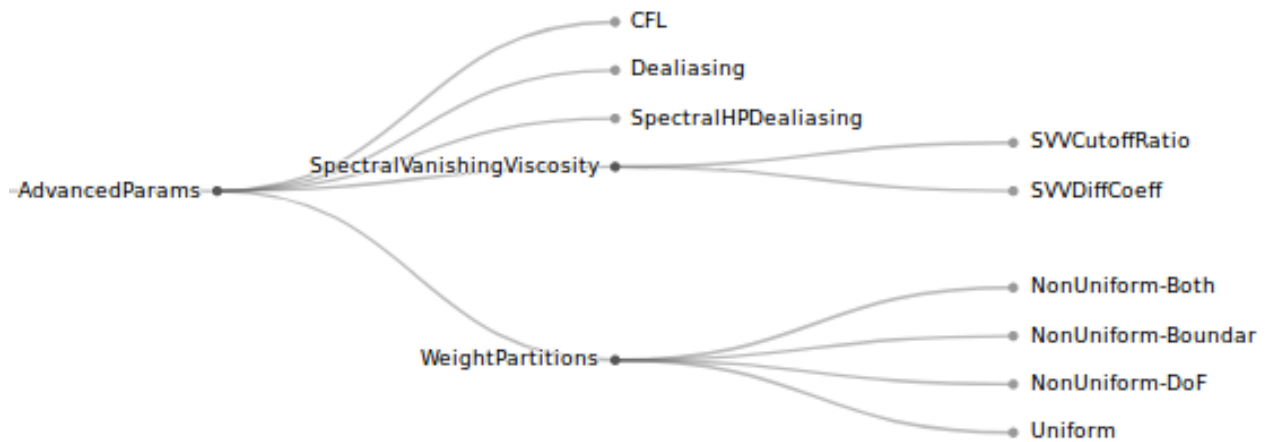 CFL
Dealiasing
SpectralHPDealiasing
SpectralVanishingViscosity
SVVCutoffRatio
SVVDiffCoeff
AdvancedParams
WeightPartitions
NonUniform-Both
NonUniform-Boundar
NonUniform-DoF
Uniform